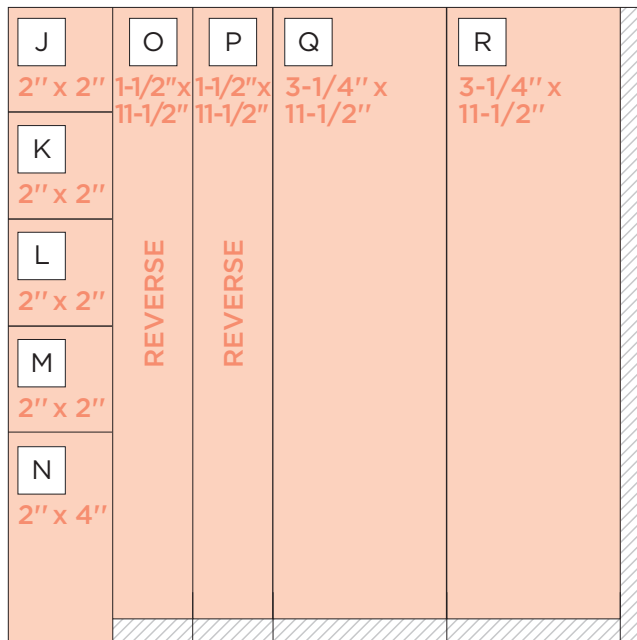 J
2" x 2"
K
2" x 2"
L
2" x 2"
M
2" x 2"
N
2" x 4"
O
1-1/2"x
11-1/2"
REVERSE
P
1-1/2"x
11-1/2"
REVERSE
Q
3-1/4" x
11-1/2"
R
3-1/4" x
11-1/2"